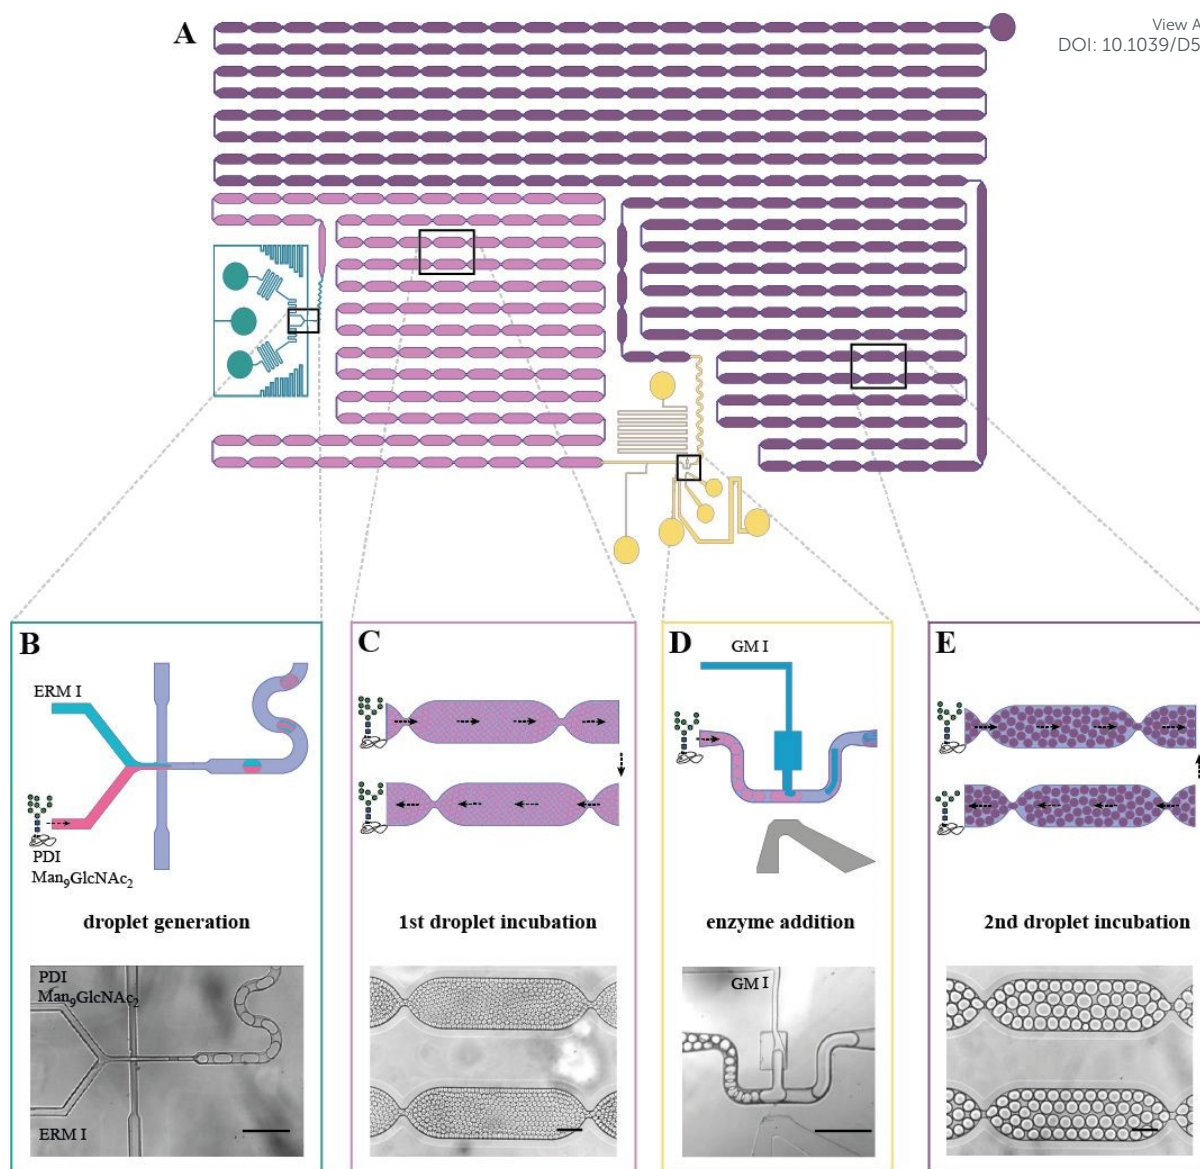 View A
DOI: 10.1039/D5
A
B
ERM I
PDI
Man₉GlcNAc₂
droplet generation
PDI
Man₉GlcNAc₂
ERM I
C
1st droplet incubation
D
GM I
enzyme addition
GM I
E
2nd droplet incubation